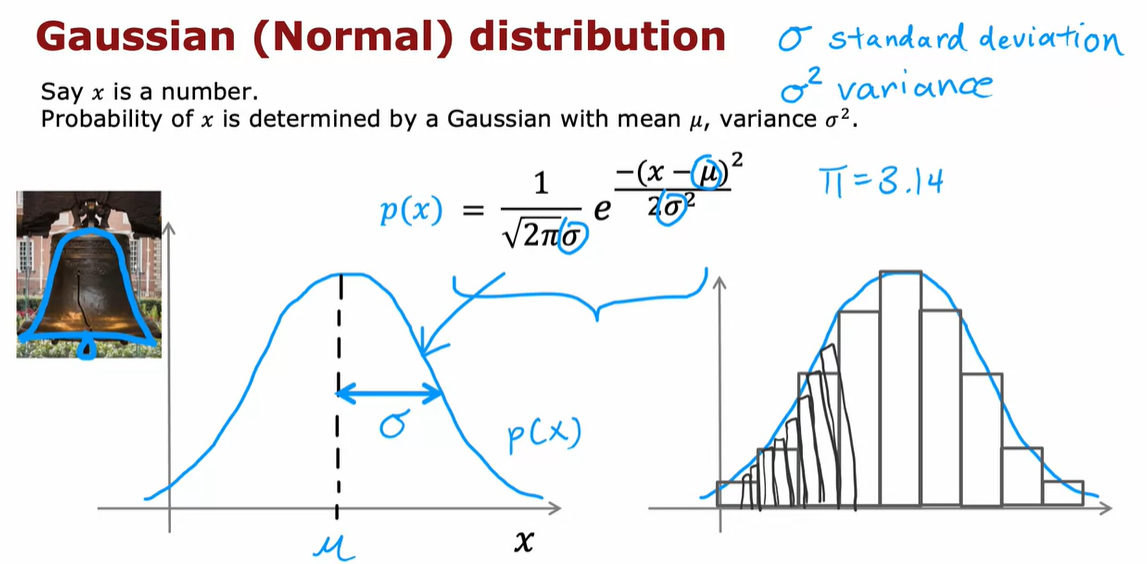 Gaussian (Normal) distribution
σ standard deviation
σ² variance
Say x is a number.
Probability of x is determined by a Gaussian with mean μ, variance σ².
p(x) = 1/√2πσ e^(-(x - μ)²/2σ²)
π=3.14
σ
p(x)
μ
x